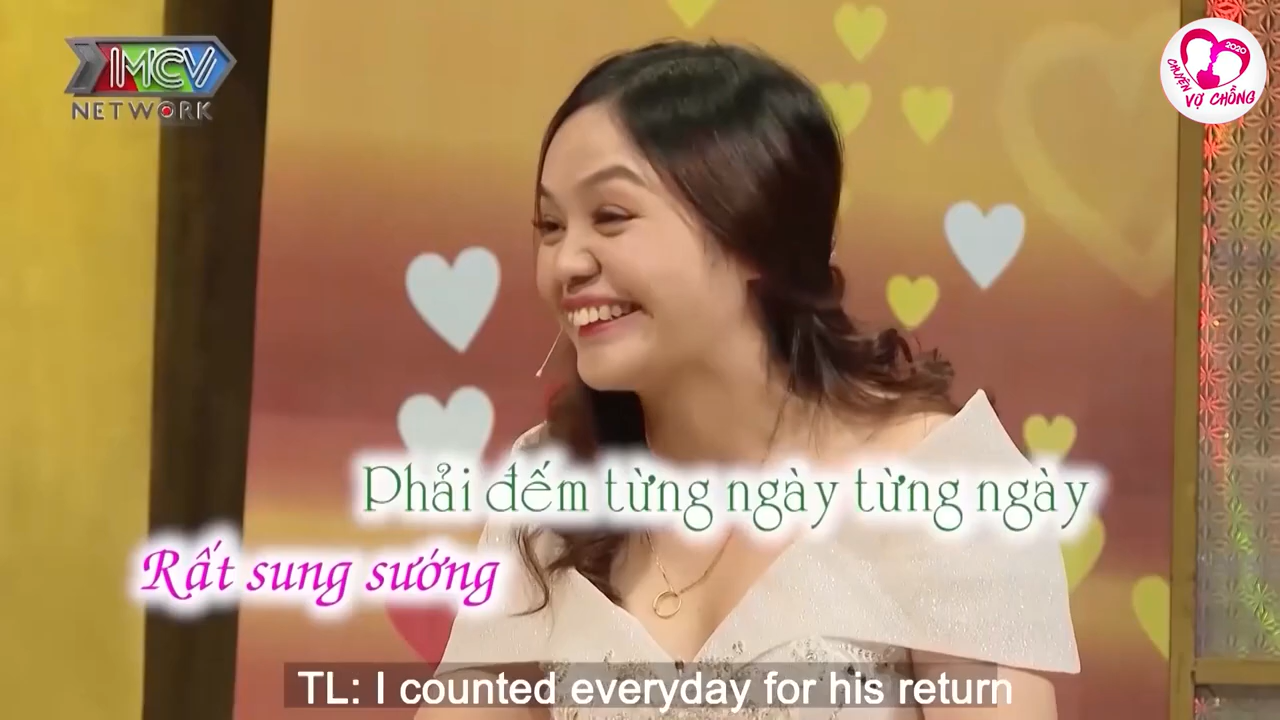 MCV
NETWORK
2020
CHUYỆN
VỢ CHỒNG
Phải đếm từng ngày từng ngày
Rất sung sướng
TL: I counted everyday for his return